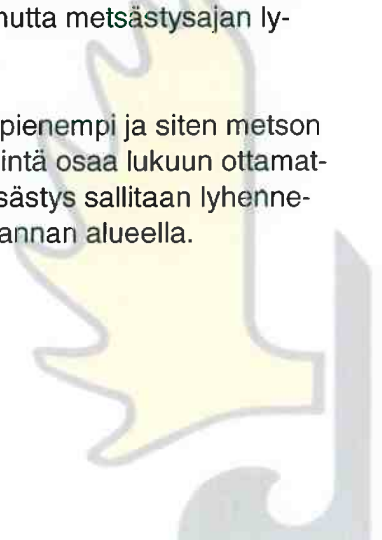 nutta metsästysajan ly-
pienempi ja siten metson
intä osaa lukuun ottamat-
sästys sallitaan lyhenne-
annan alueella.